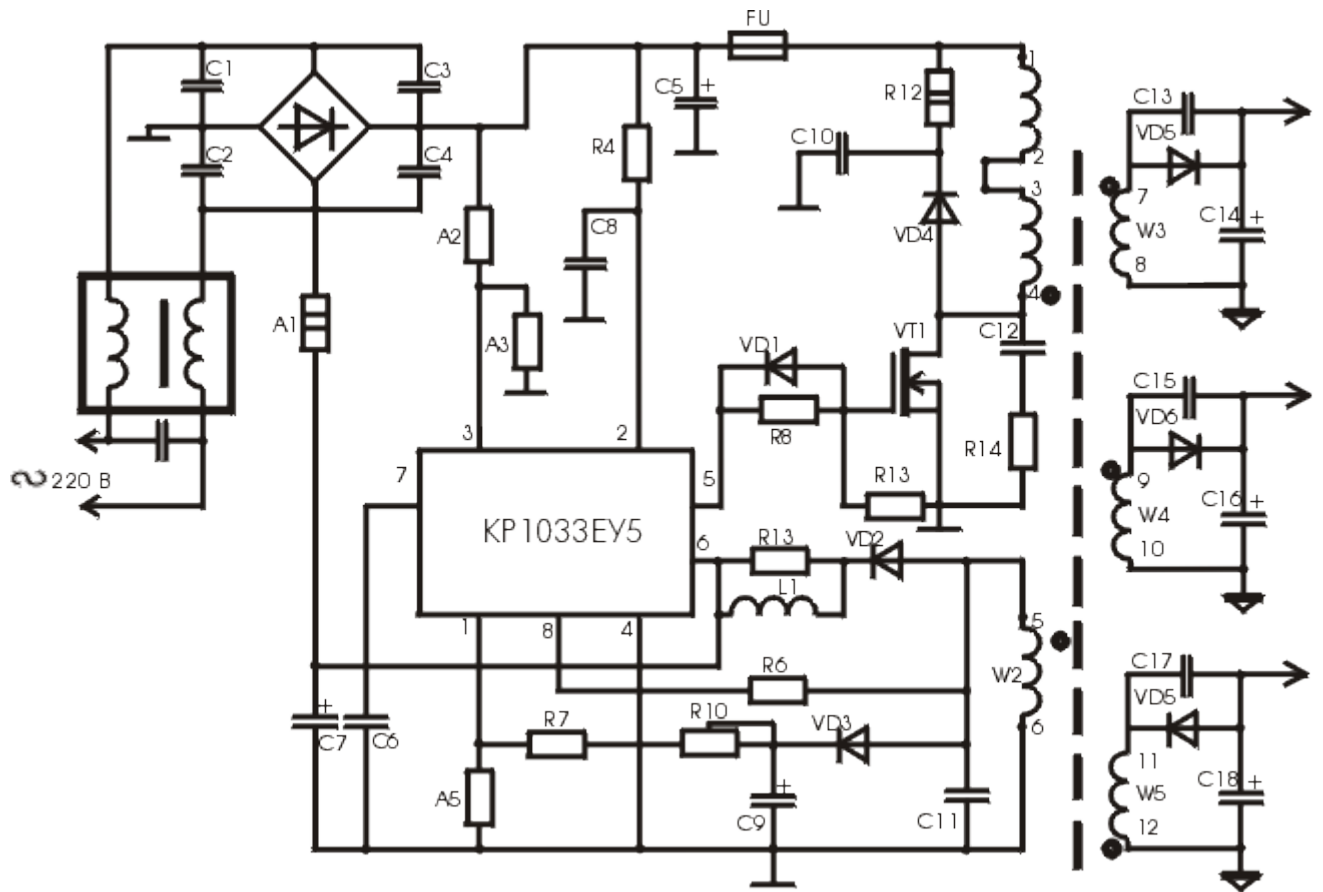 FU
C1
C3
C5 +
R12
1
C13
VD5
C2
C4
R4
C10
2
3
7
C14 +
W3
8
A2
C8
VD4
4
A1
A3
VD1
VT1
C12
C15
VD6
R8
R14
9
C16 +
W4
10
3
2
7
5
R13
220 В
КР1033ЕУ5
6
R13
VD2
L1
1
8
4
5
W2
6
C17
VD5
R6
+
C7
C6
R7
R10
VD3
11
C18 +
W5
12
A5
+
C9
C11